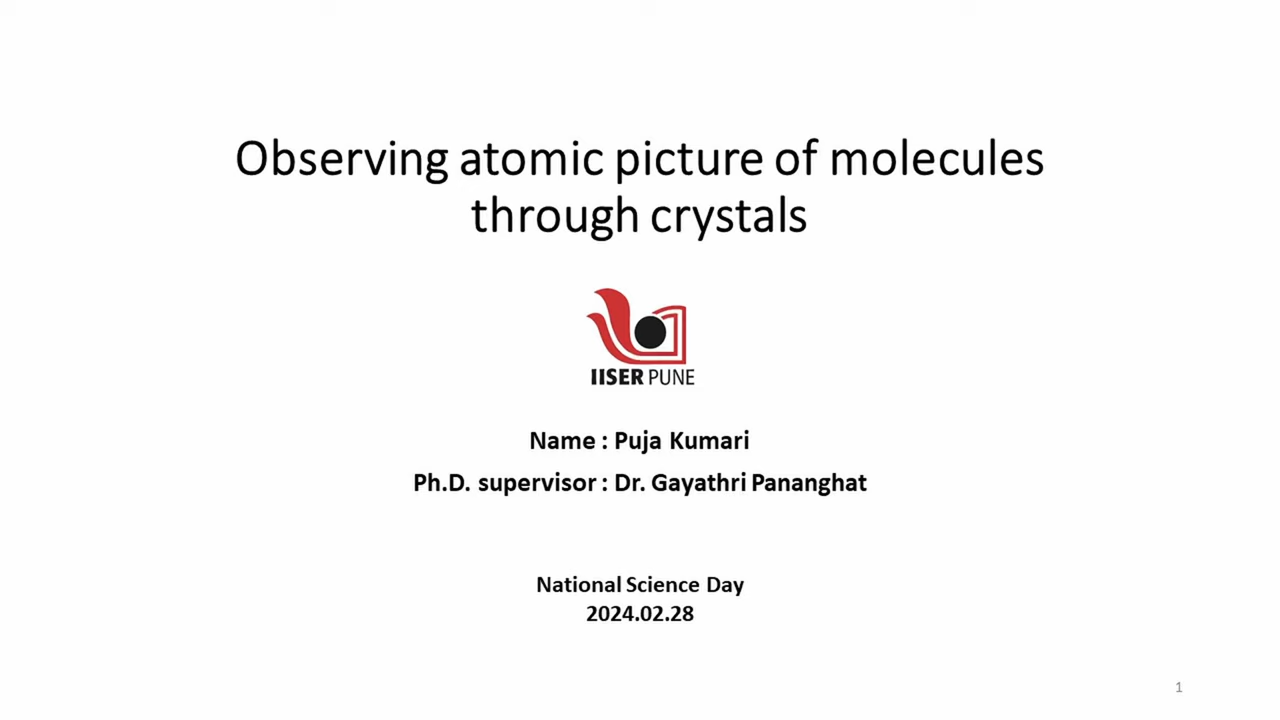 Observing atomic picture of molecules
through crystals
IISER PUNE
Name : Puja Kumari
Ph.D. supervisor : Dr. Gayathri Pananghat
National Science Day
2024.02.28
1